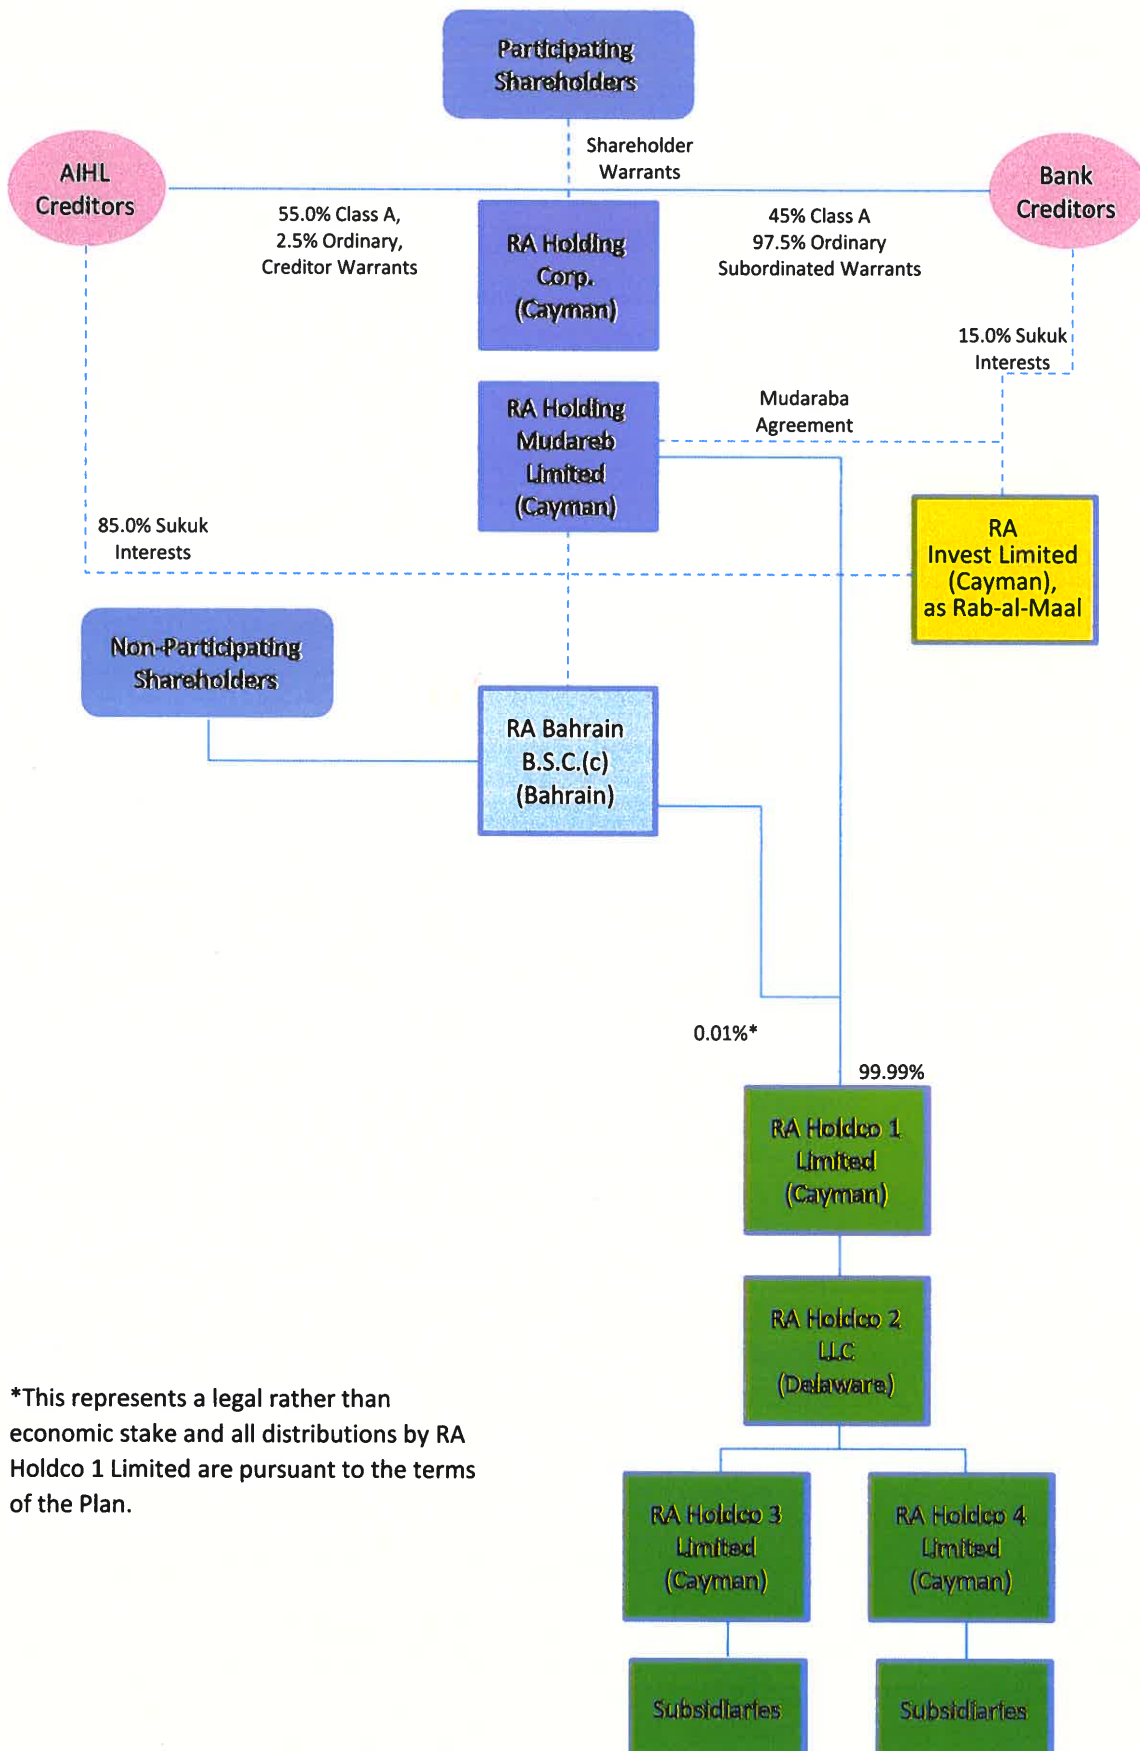 Participating
Shareholders
Shareholder
Warrants
AIHL
Creditors
Bank
Creditors
55.0% Class A,
2.5% Ordinary,
Creditor Warrants
RA Holding
Corp.
(Cayman)
45% Class A
97.5% Ordinary
Subordinated Warrants
15.0% Sukuk
Interests
RA Holding
Mudareb
Limited
(Cayman)
Mudaraba
Agreement
85.0% Sukuk
Interests
RA
Invest Limited
(Cayman),
as Rab-al-Maal
Non-Participating
Shareholders
RA Bahrain
B.S.C.(c)
(Bahrain)
0.01%*
99.99%
RA Holdco 1
Limited
(Cayman)
RA Holdco 2
LLC
(Delaware)
*This represents a legal rather than
economic stake and all distributions by RA
Holdco 1 Limited are pursuant to the terms
of the Plan.
RA Holdco 3
Limited
(Cayman)
RA Holdco 4
Limited
(Cayman)
Subsidiaries
Subsidiaries